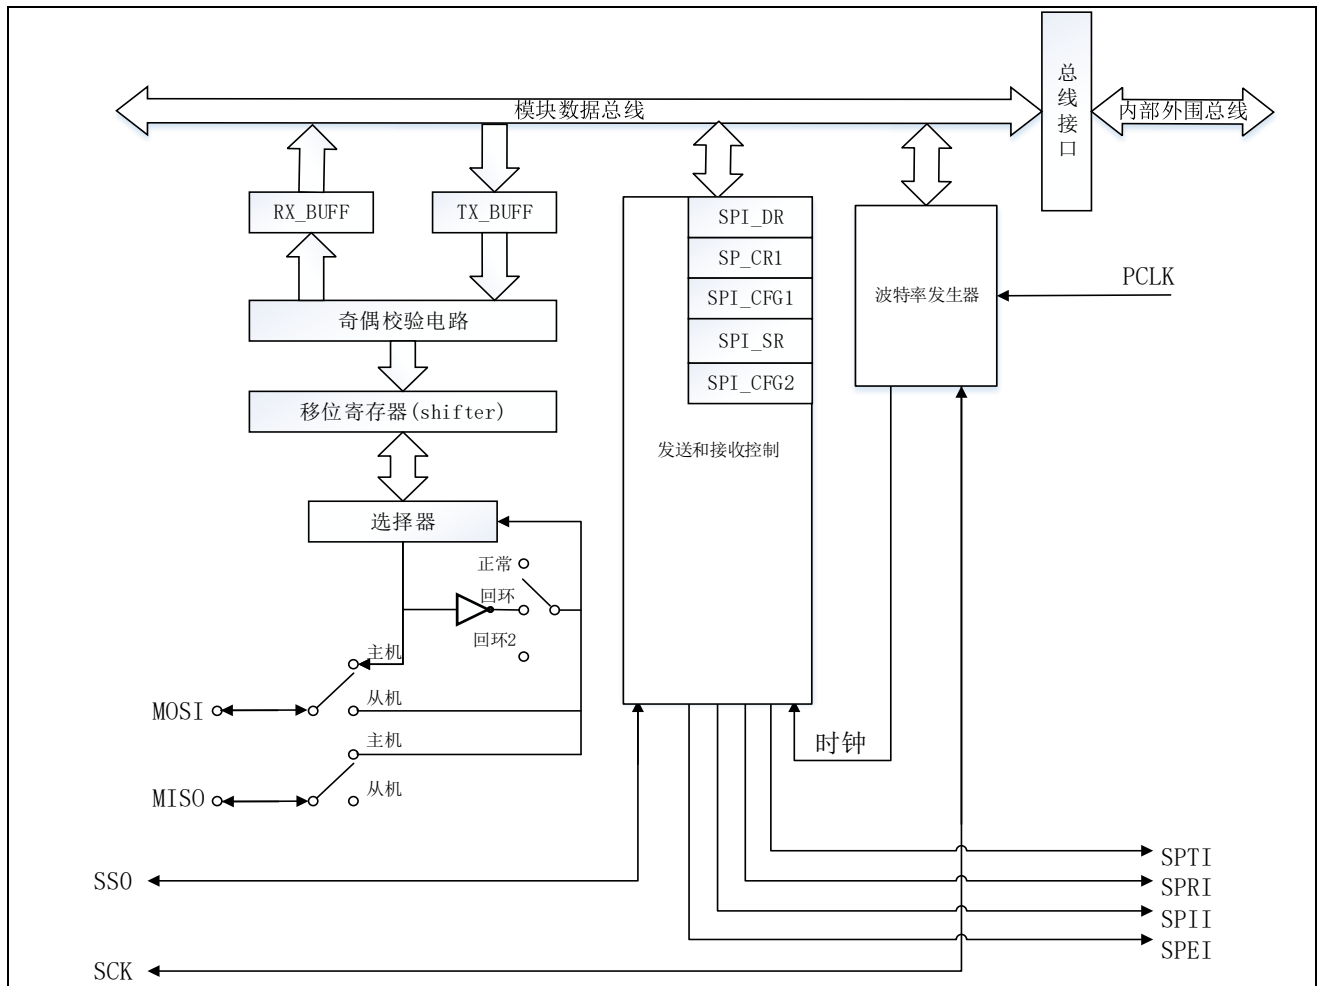 总线接口
模块数据总线
内部外围总线
RX_BUFF
TX_BUFF
SPI_DR
SP_CR1
SPI_CFG1
SPI_SR
SPI_CFG2
波特率发生器
PCLK
奇偶校验电路
移位寄存器(shifter)
发送和接收控制
选择器
正常
回环
回环2
主机
从机
MOSI
主机
从机
MISO
时钟
SSO
SCK
SPTI
SPRI
SPII
SPEI